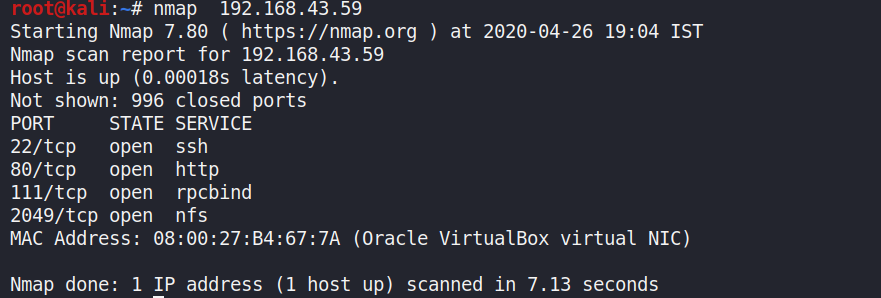 root@kali:~# nmap  192.168.43.59
Starting Nmap 7.80 ( https://nmap.org ) at 2020-04-26 19:04 IST
Nmap scan report for 192.168.43.59
Host is up (0.00018s latency).
Not shown: 996 closed ports
PORT     STATE SERVICE
22/tcp   open  ssh
80/tcp   open  http
111/tcp  open  rpcbind
2049/tcp open  nfs
MAC Address: 08:00:27:B4:67:7A (Oracle VirtualBox virtual NIC)
Nmap done: 1 IP address (1 host up) scanned in 7.13 seconds